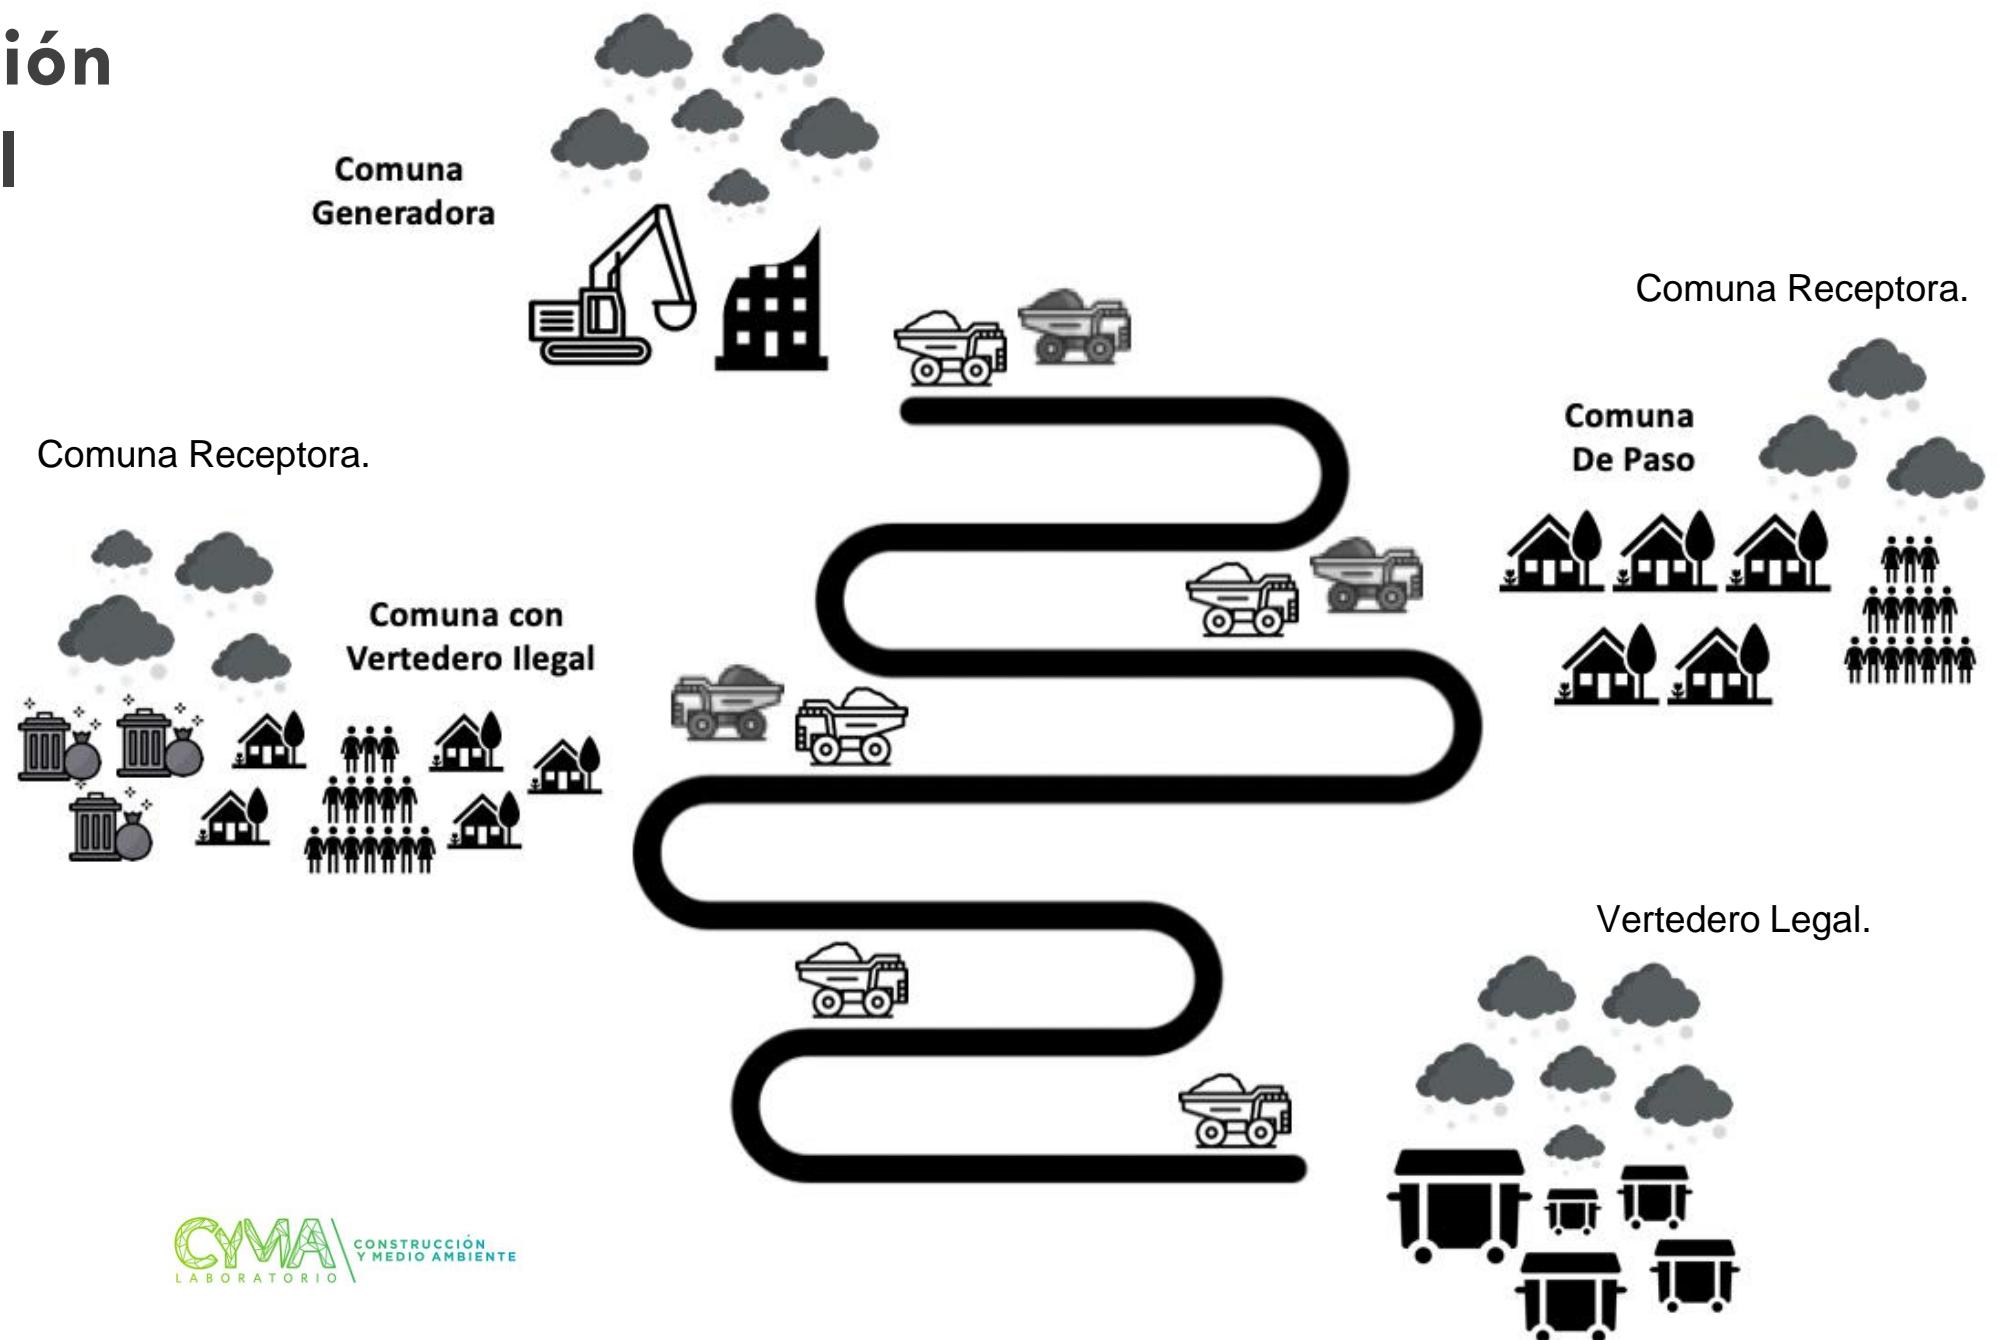 ión
l
Comuna
Generadora
Comuna Receptora.
Comuna
De Paso
Comuna Receptora.
Comuna con
Vertedero Ilegal
Vertedero Legal.
CYMA
LABORATORIO
CONSTRUCCIÓN
Y MEDIO AMBIENTE